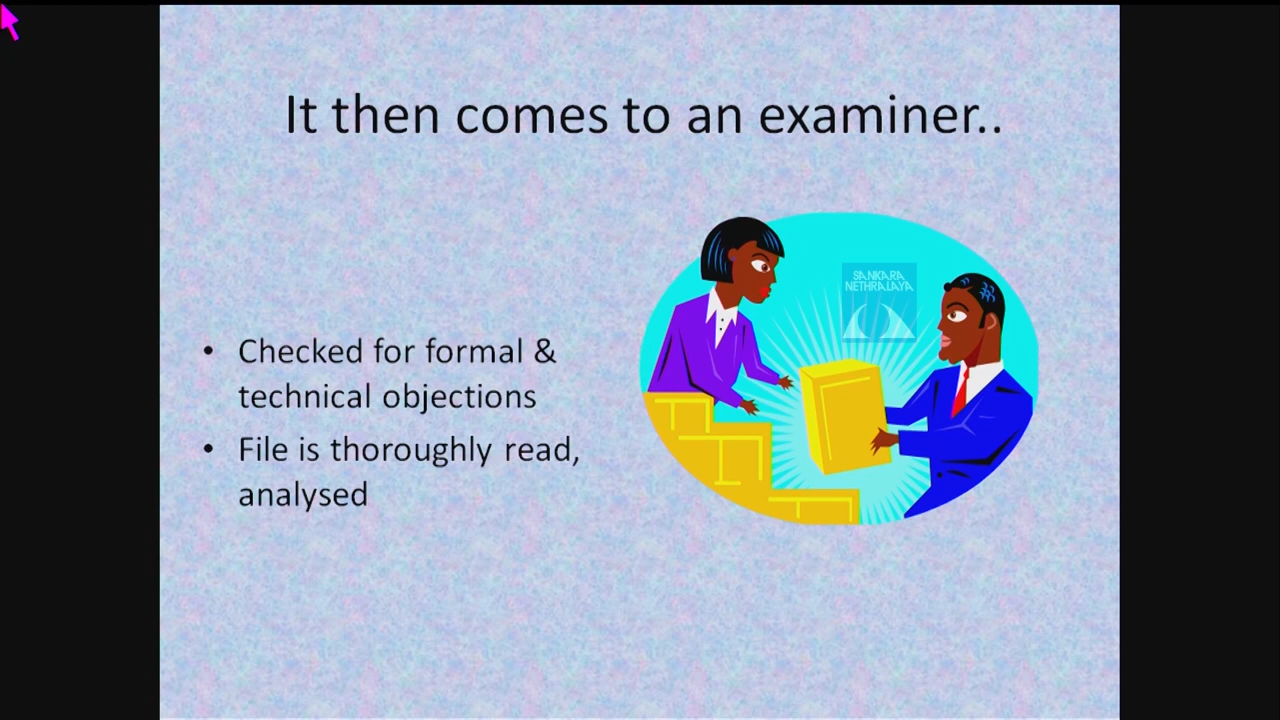 It then comes to an examiner..
SANKARA
NETHRALAYA
• Checked for formal &
technical objections
• File is thoroughly read,
analysed